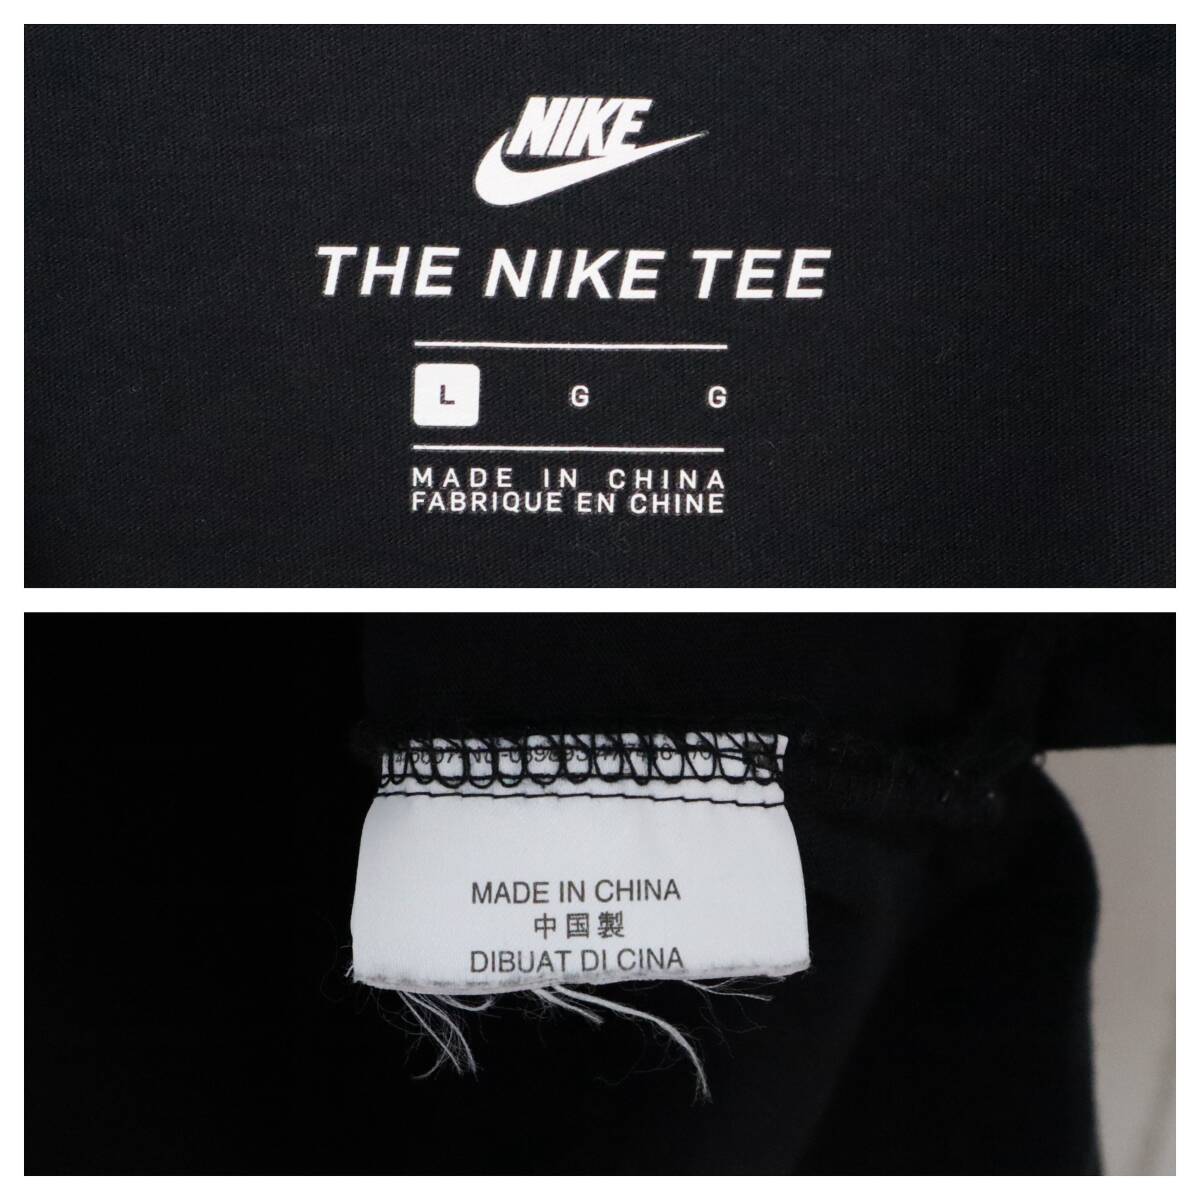 NIKE
THE NIKE TEE
L G G
MADE IN CHINA
FABRIQUE EN CHINE
MADE IN CHINA
中国製
DIBUAT DI CINA